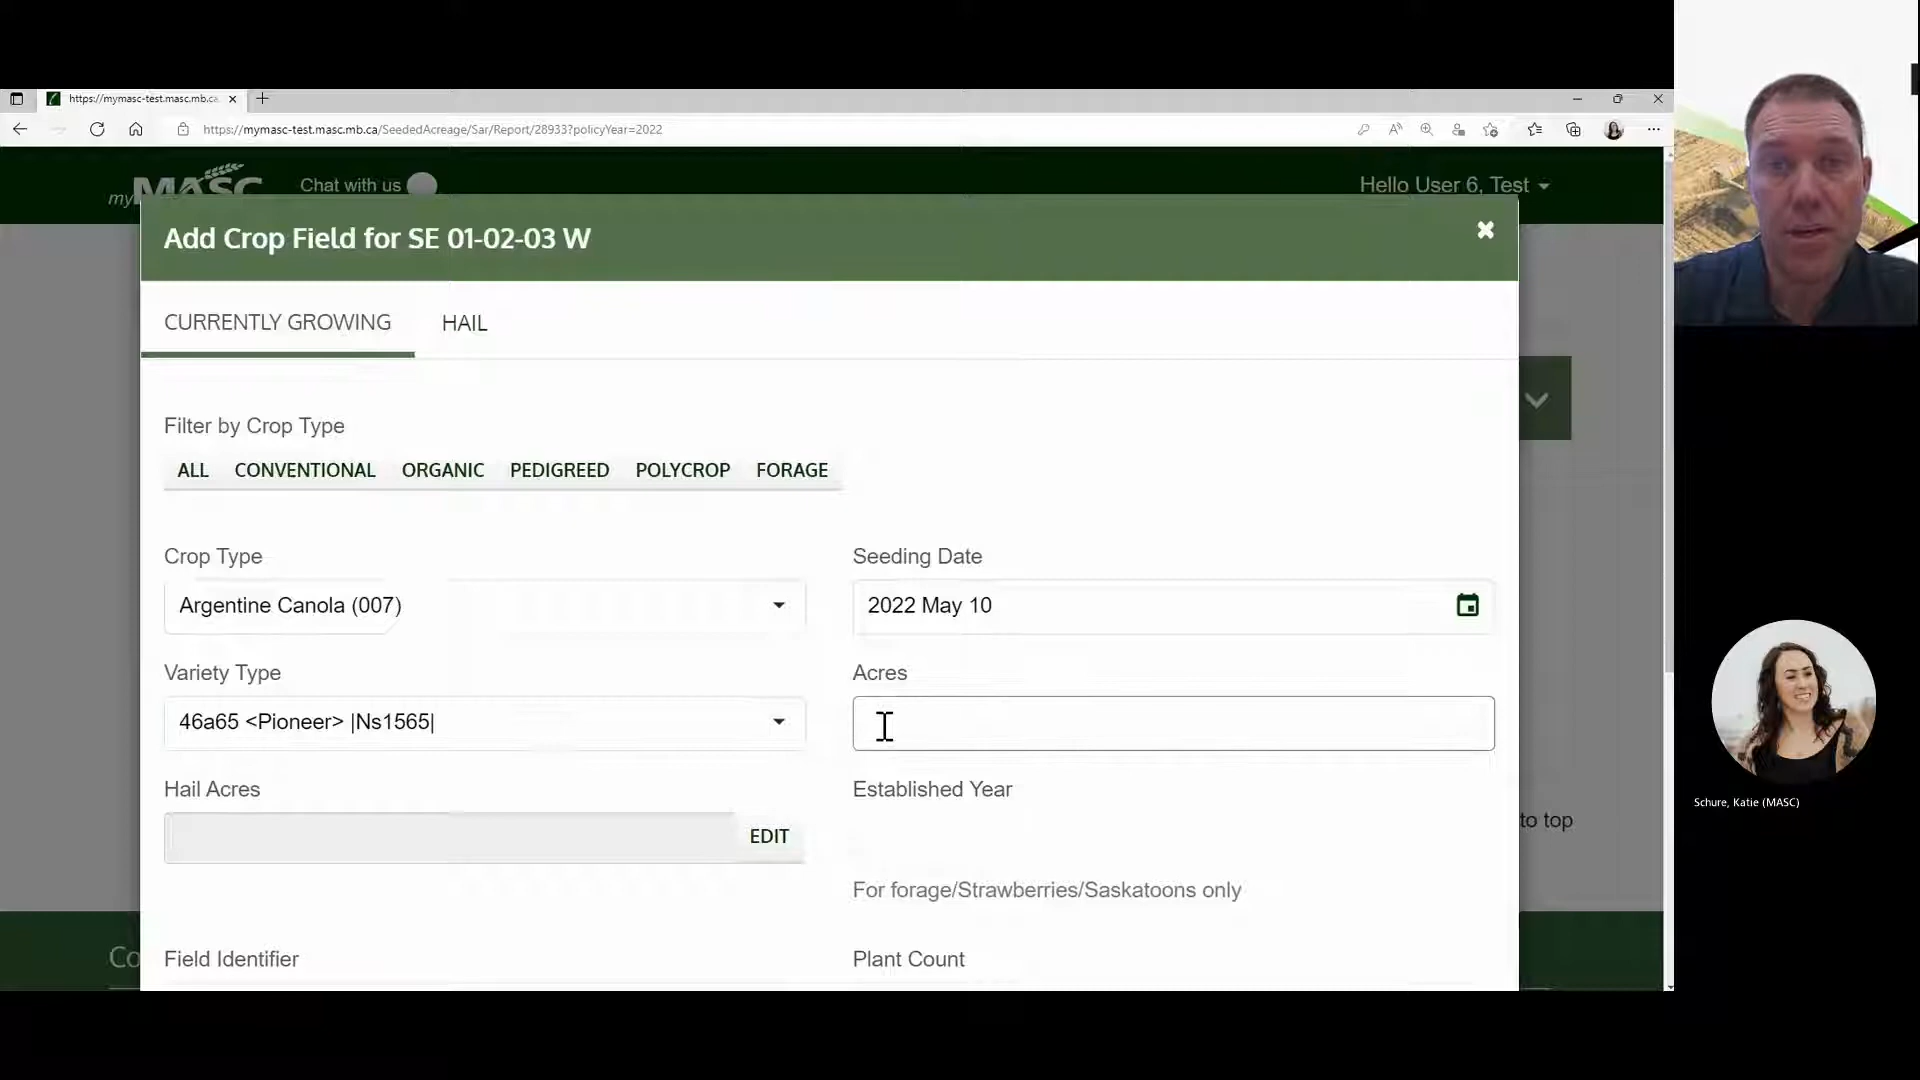 https://mymasc-test.masc.mb.ca
https://mymasc-test.masc.mb.ca/SeededAcreage/Sar/Report/28933?policyYear=2022
myMASC
Chat with us
Hello User 6, Test
Add Crop Field for SE 01-02-03 W
CURRENTLY GROWING
HAIL
Filter by Crop Type
ALL CONVENTIONAL ORGANIC PEDIGREED POLYCROP FORAGE
Crop Type
Seeding Date
Argentine Canola (007)
2022 May 10
Variety Type
Acres
46a65 <Pioneer> |Ns1565|
Hail Acres
Established Year
EDIT
to top
For forage/Strawberries/Saskatoons only
Co
Field Identifier
Plant Count
Schure, Katie (MASC)